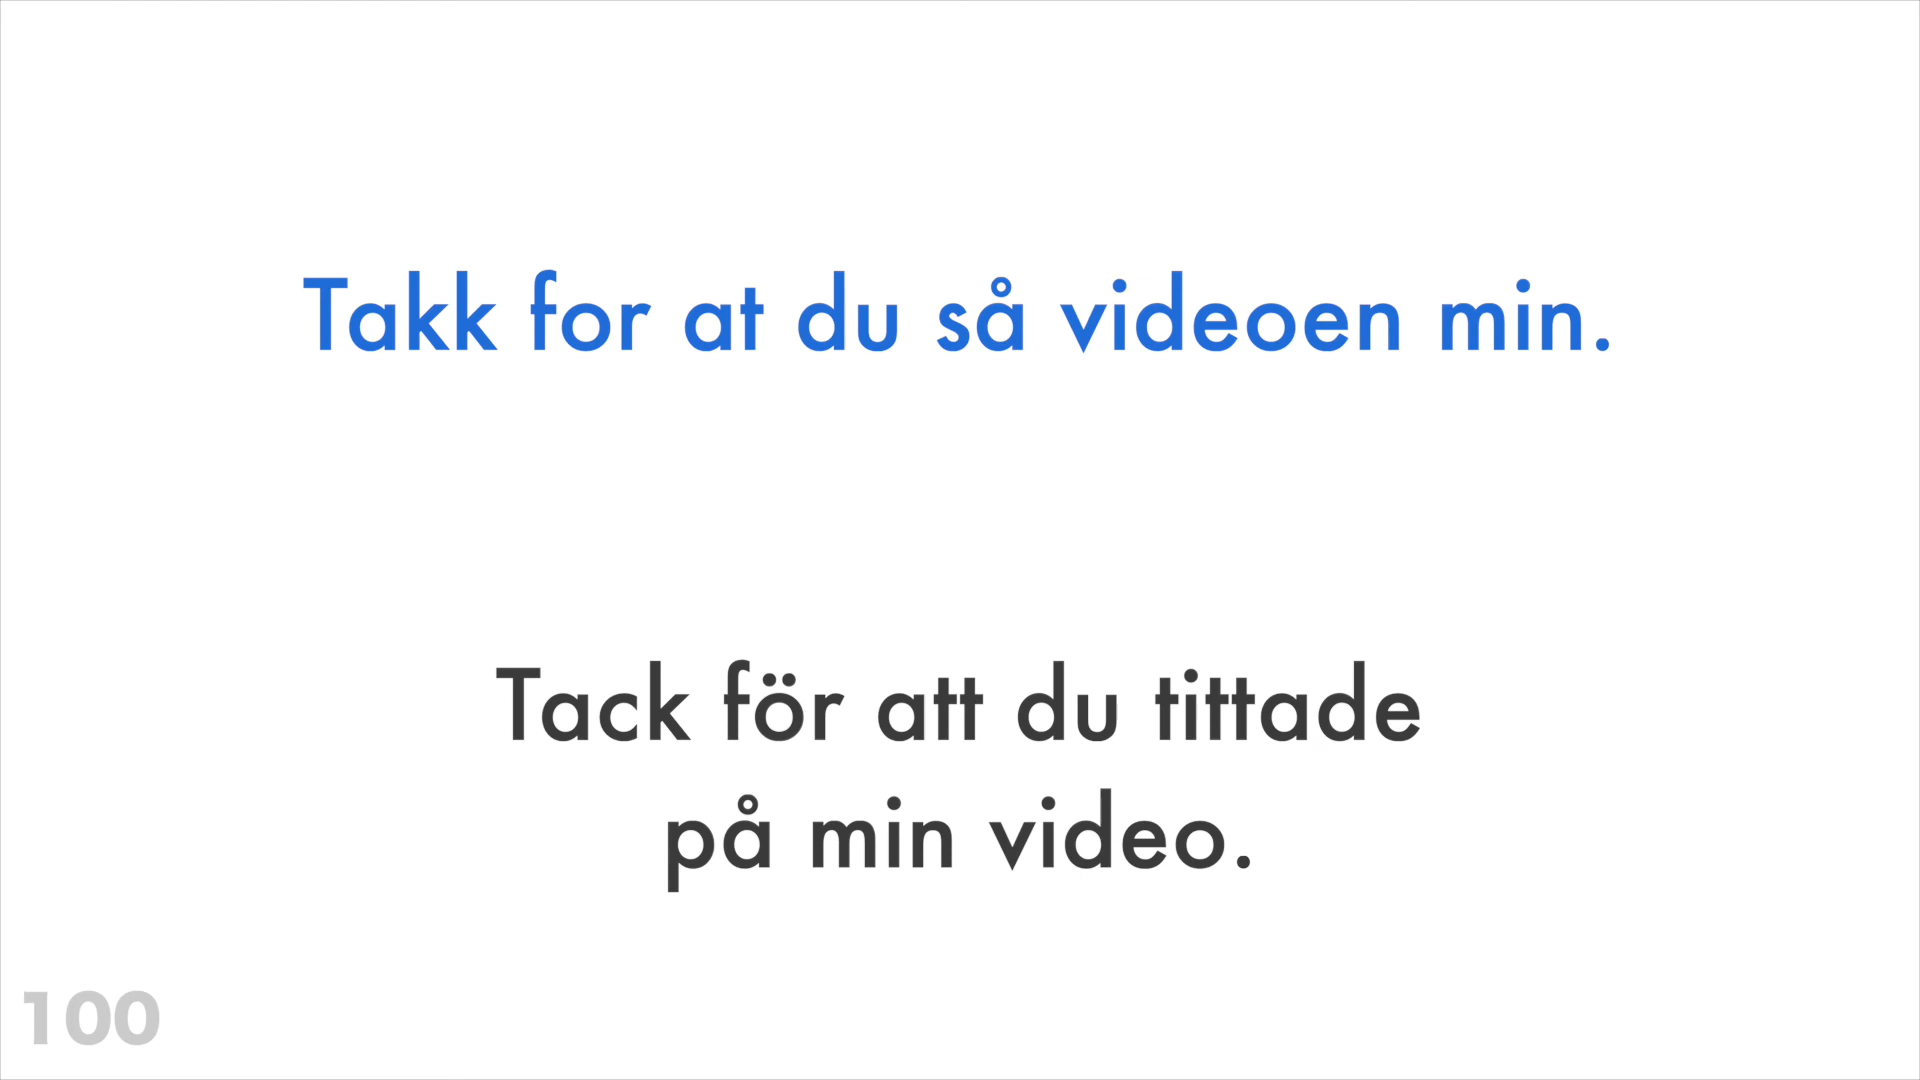 Takk for at du så videoen min.
Tack för att du tittade
på min video.
100